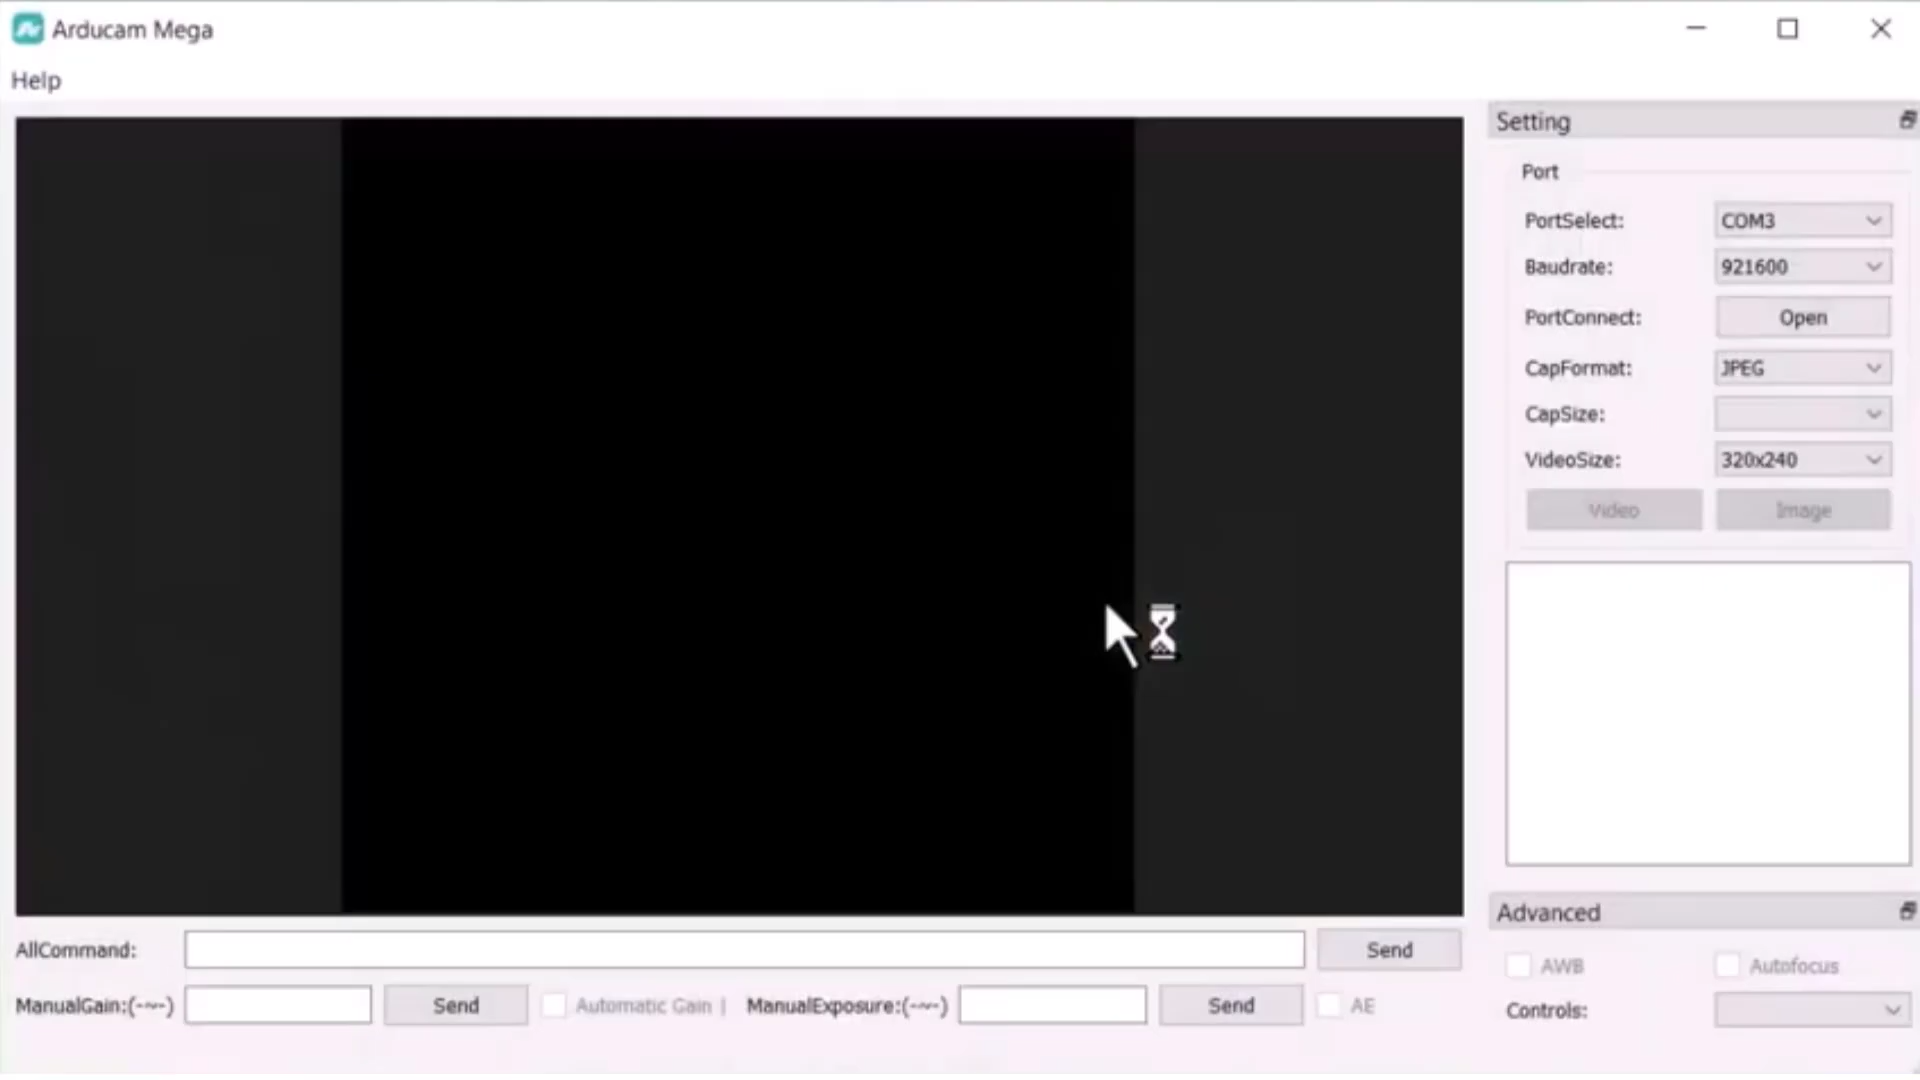 Arducam Mega
Help
Setting
Port
PortSelect: COM3
Baudrate: 921600
PortConnect: Open
CapFormat: JPEG
CapSize:
VideoSize: 320x240
Video Image
AllCommand: Send
Advanced
AWB Autofocus
ManualGain:(-~-) Send Automatic Gain | ManualExposure:(-~-) Send AE
Controls: